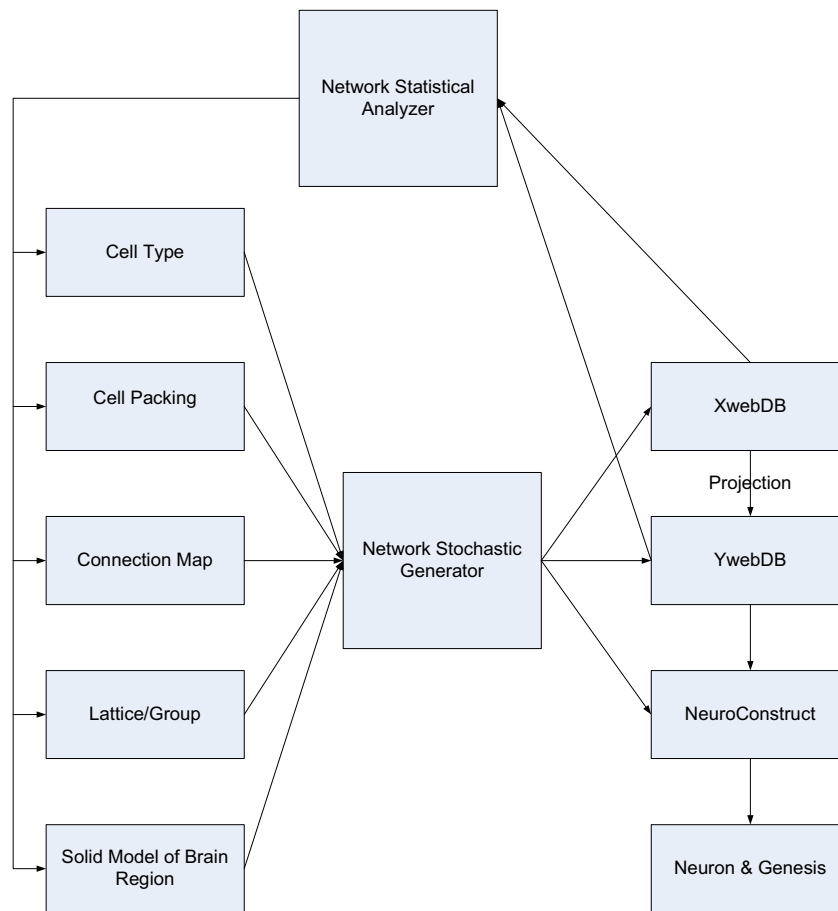 Network Statistical
Analyzer
Cell Type
Cell Packing
XwebDB
Projection
Network Stochastic
Generator
Connection Map
YwebDB
Lattice/Group
NeuroConstruct
Solid Model of Brain
Region
Neuron & Genesis